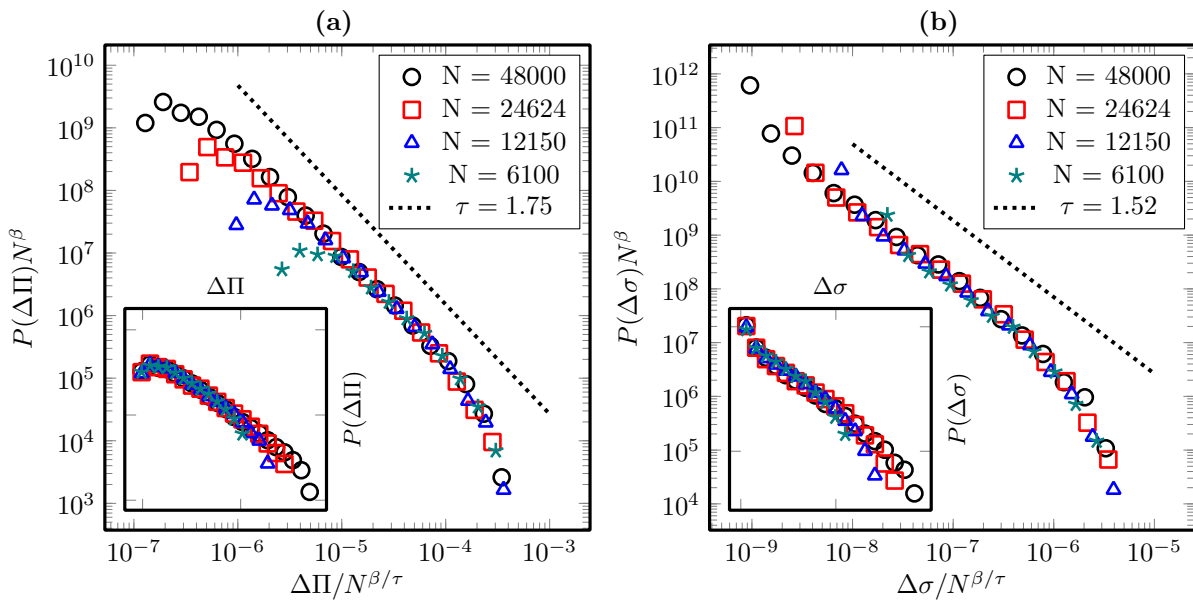 (a)
P(ΔΠ)N^β
10^10
10^9
10^8
10^7
10^6
10^5
10^4
10^3
N = 48000
N = 24624
N = 12150
N = 6100
τ = 1.75
ΔΠ
P(ΔΠ)
10^-7 10^-6 10^-5 10^-4 10^-3
ΔΠ/N^β/τ
(b)
P(Δσ)N^β
10^12
10^11
10^10
10^9
10^8
10^7
10^6
10^5
10^4
N = 48000
N = 24624
N = 12150
N = 6100
τ = 1.52
Δσ
P(Δσ)
10^-9 10^-8 10^-7 10^-6 10^-5
Δσ/N^β/τ